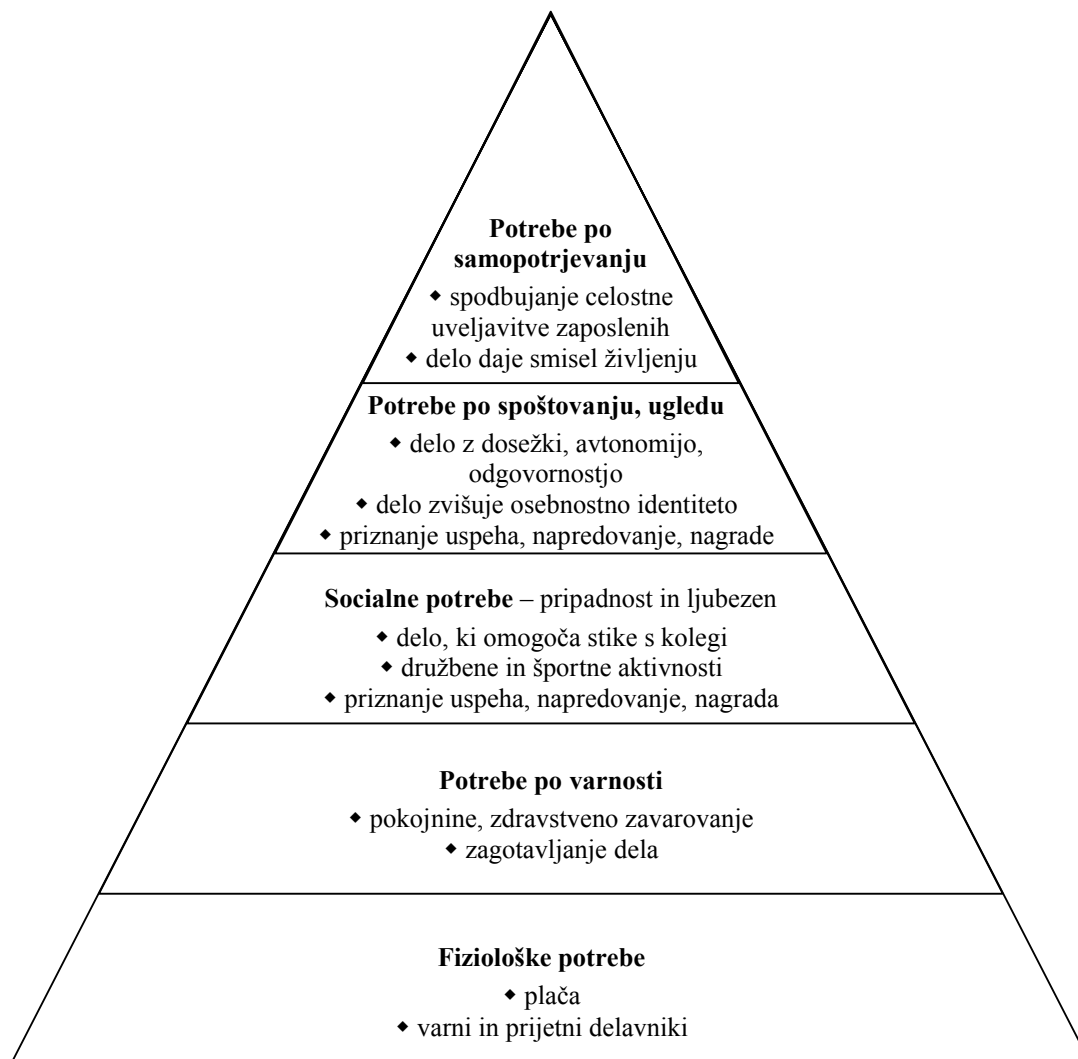 Potrebe po
samopotrjevanju
◆ spodbujanje celostne
uveljavitve zaposlenih
◆ delo daje smisel življenju
Potrebe po spoštovanju, ugledu
◆ delo z dosežki, avtonomijo,
odgovornostjo
◆ delo zvišuje osebnostno identiteto
◆ priznanje uspeha, napredovanje, nagrade
Socialne potrebe – pripadnost in ljubezen
◆ delo, ki omogoča stike s kolegi
◆ družbene in športne aktivnosti
◆ priznanje uspeha, napredovanje, nagrada
Potrebe po varnosti
◆ pokojnine, zdravstveno zavarovanje
◆ zagotavljanje dela
Fiziološke potrebe
◆ plača
◆ varni in prijetni delavniki